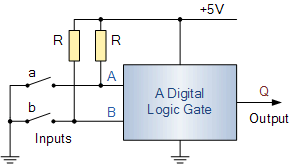 +5V
R R
a A
A Digital
Logic Gate
Q
b B
Inputs
Output